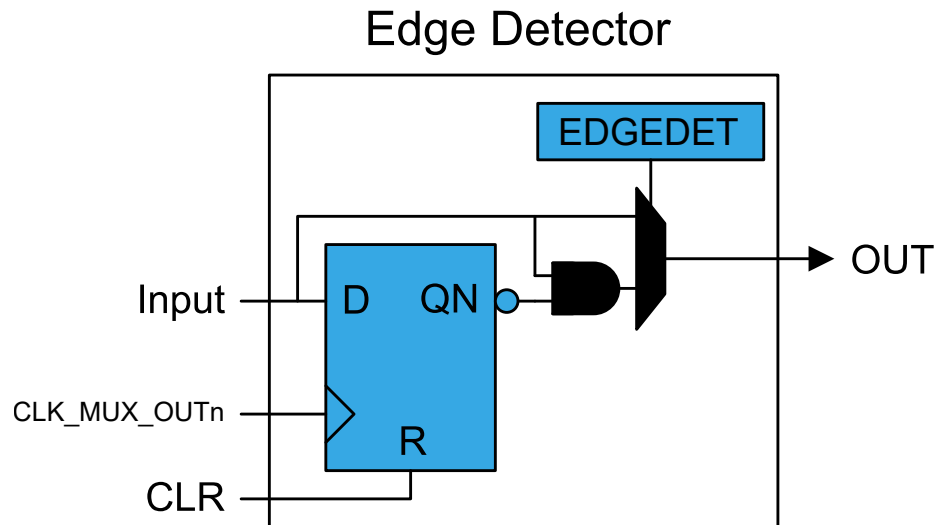 Edge Detector
EDGEDET
OUT
Input
D
QN
CLK_MUX_OUTn
R
CLR